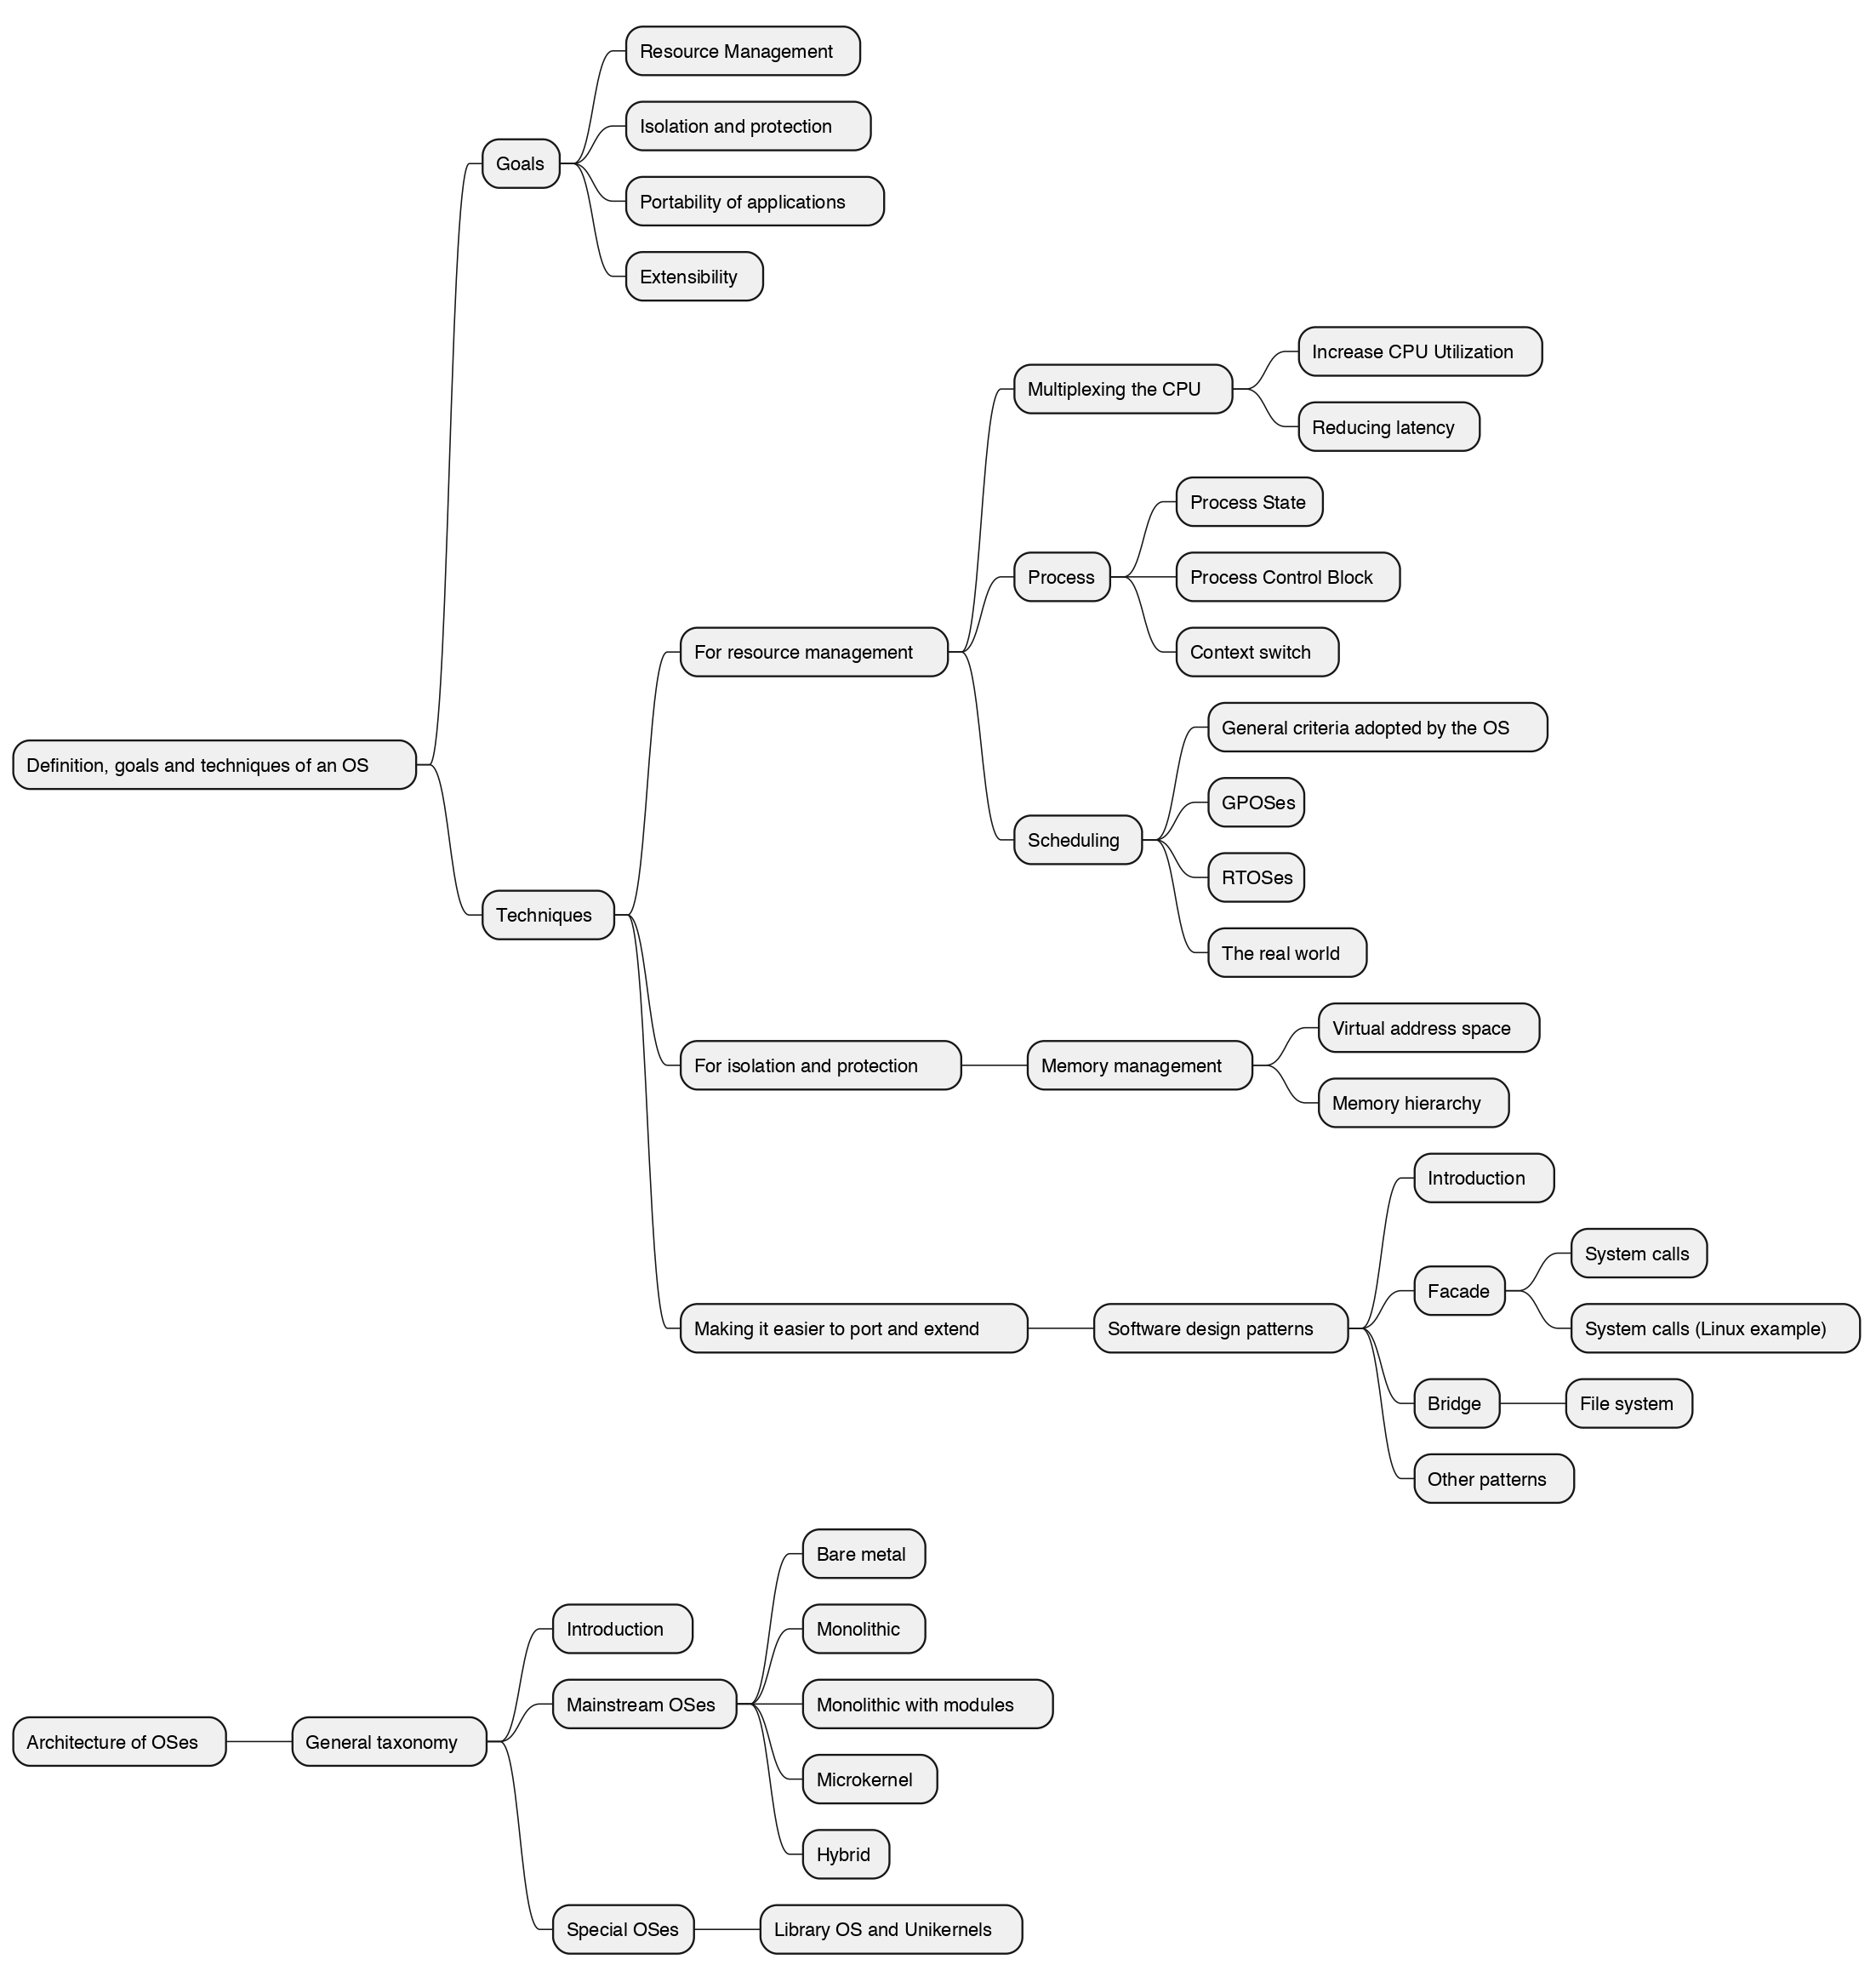 Definition, goals and techniques of an OS
Goals
Resource Management
Isolation and protection
Portability of applications
Extensibility
Techniques
For resource management
Multiplexing the CPU
Increase CPU Utilization
Reducing latency
Process
Process State
Process Control Block
Context switch
Scheduling
General criteria adopted by the OS
GPOSes
RTOSes
The real world
For isolation and protection
Memory management
Virtual address space
Memory hierarchy
Making it easier to port and extend
Software design patterns
Introduction
Facade
System calls
System calls (Linux example)
Bridge
File system
Other patterns
Architecture of OSes
General taxonomy
Introduction
Mainstream OSes
Bare metal
Monolithic
Monolithic with modules
Microkernel
Hybrid
Special OSes
Library OS and Unikernels